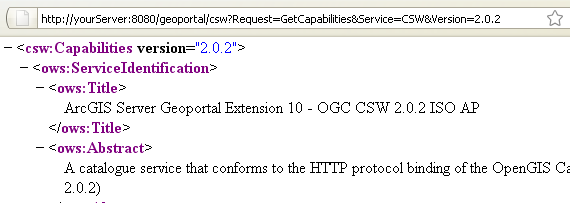 http://yourServer:8080/geoportal/csw?Request=GetCapabilities&Service=CSW&Version=2.0.2
- <csw:Capabilities version="2.0.2">
- <ows:ServiceIdentification>
- <ows:Title>
ArcGIS Server Geoportal Extension 10 - OGC CSW 2.0.2 ISO AP
</ows:Title>
- <ows:Abstract>
A catalogue service that conforms to the HTTP protocol binding of the OpenGIS Ca
2.0.2)